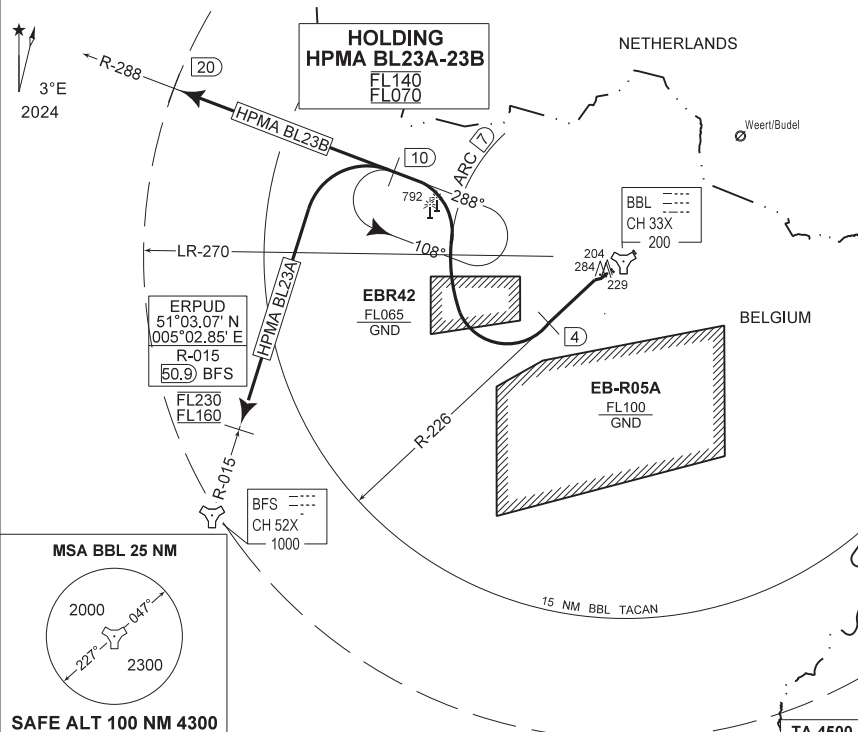 HOLDING
HPMA BL23A-23B
FL140
FL070
NETHERLANDS
R-288
20
3°E
2024
HPMA BL23B
ARC 7
Weert/Budel
10
792
288°
BBL
CH 33X
200
LR-270
108°
204
284
229
EBR42
FL065
GND
HPMA BL23A
ERPUD
51°03.07' N
005°02.85' E
R-015
50.9 BFS
FL230
FL160
4
BELGIUM
EB-R05A
FL100
GND
R-226
R-015
BFS
CH 52X
1000
MSA BBL 25 NM
2000
047°
227°
2300
SAFE ALT 100 NM 4300
15 NM BBL TACAN
TA 4500